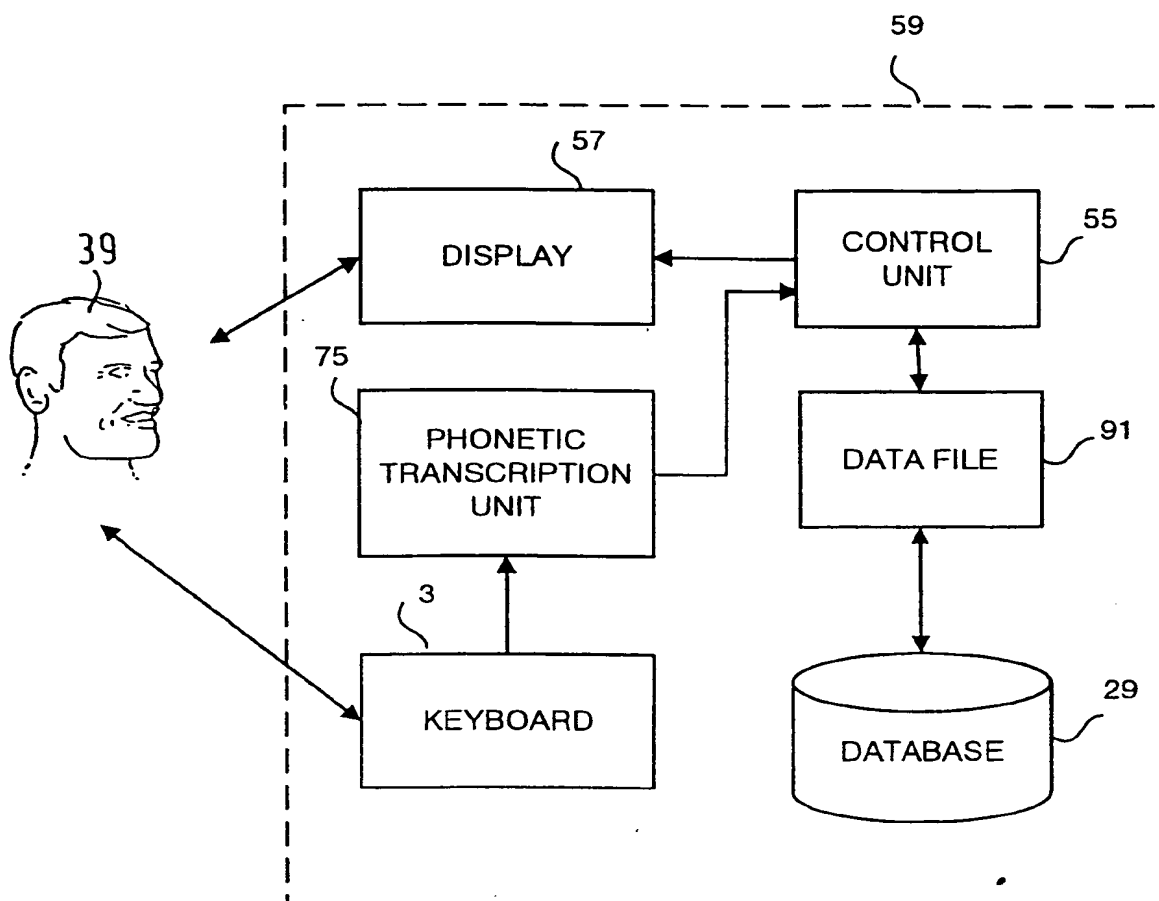 59
57
DISPLAY
CONTROL
UNIT
55
39
75
PHONETIC
TRANSCRIPTION
UNIT
DATA FILE
91
3
KEYBOARD
29
DATABASE